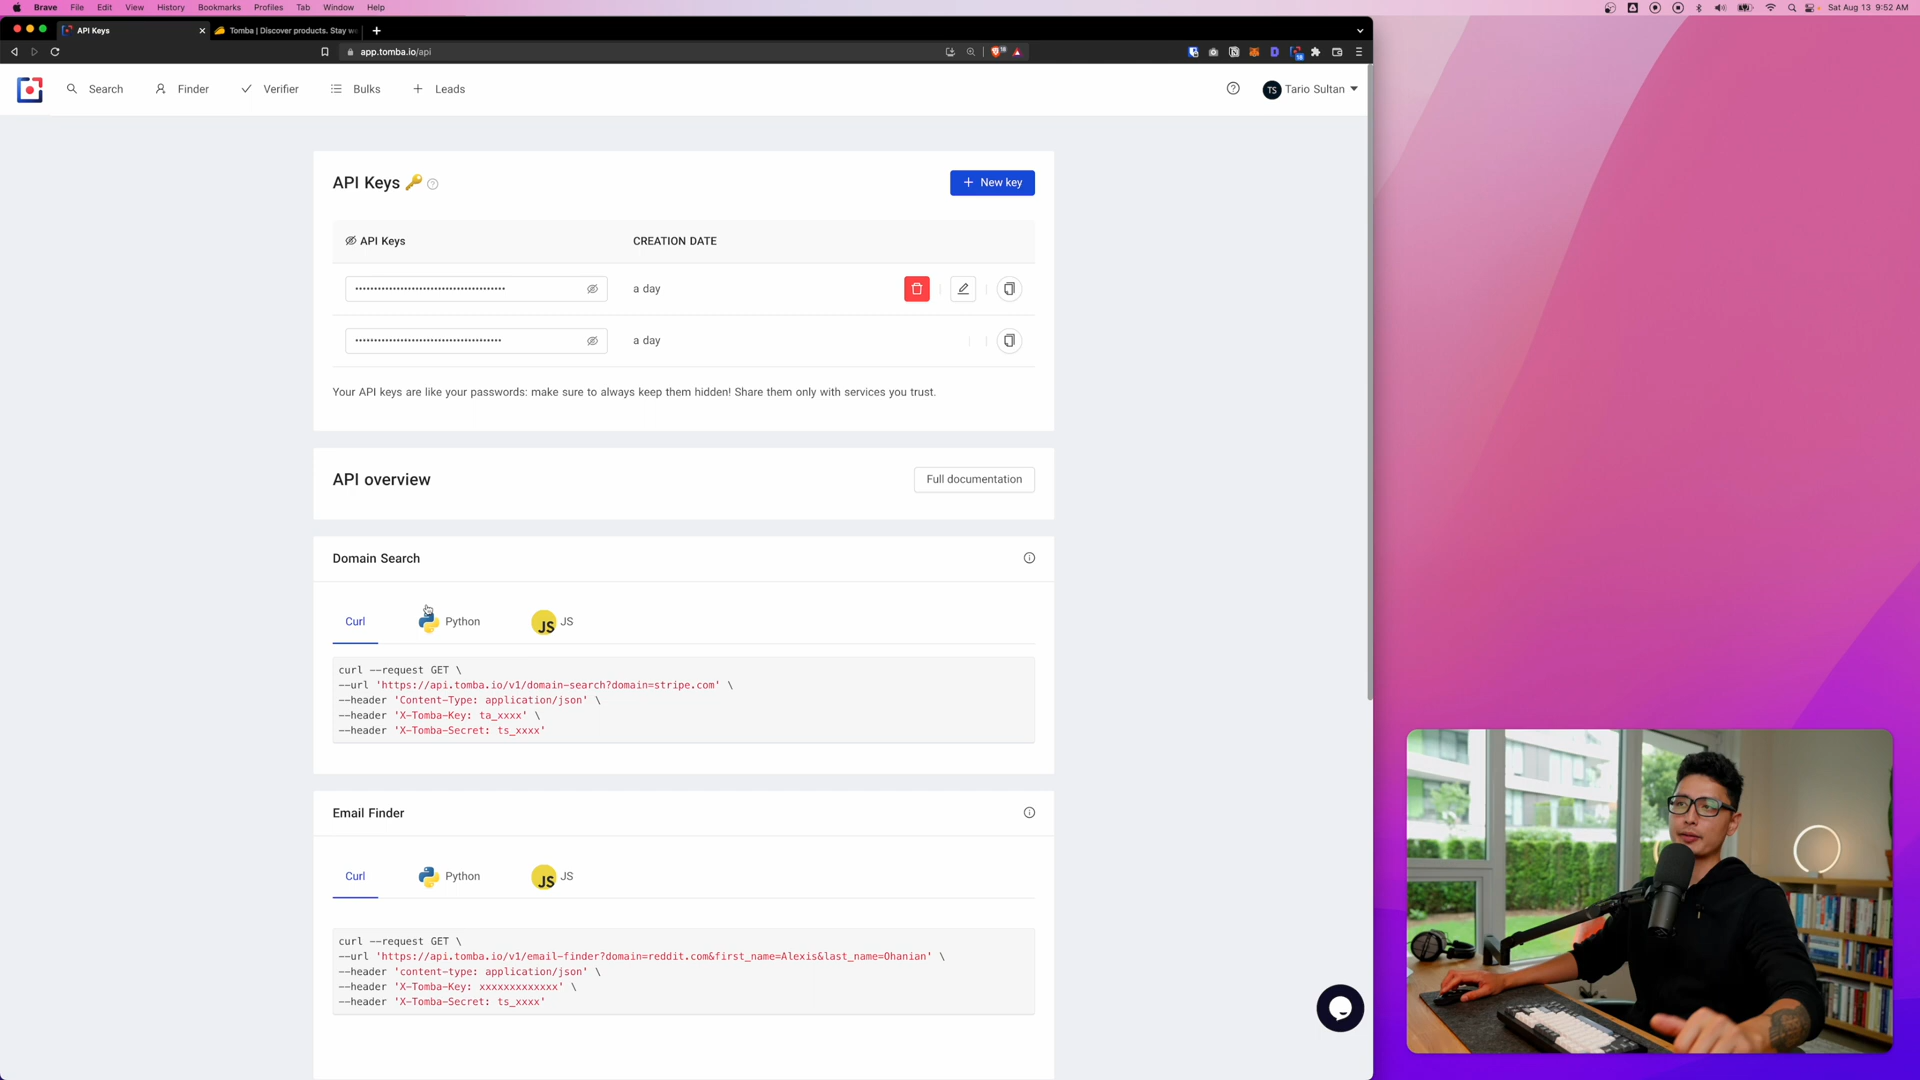 Brave File Edit View History Bookmarks Profiles Tab Window Help
Sat Aug 13 9:52 AM
API Keys
Tomba | Discover products. Stay we
app.tomba.io/api
Search
Finder
Verifier
Bulks
Leads
TS Tario Sultan
API Keys
New key
API Keys
CREATION DATE
a day
a day
Your API keys are like your passwords: make sure to always keep them hidden! Share them only with services you trust.
API overview
Full documentation
Domain Search
Curl
Python
JS JS
curl --request GET \
--url 'https://api.tomba.io/v1/domain-search?domain=stripe.com' \
--header 'Content-Type: application/json' \
--header 'X-Tomba-Key: ta_xxxx' \
--header 'X-Tomba-Secret: ts_xxxx'
Email Finder
Curl
Python
JS JS
curl --request GET \
--url 'https://api.tomba.io/v1/email-finder?domain=reddit.com&first_name=Alexis&last_name=Ohanian' \
--header 'content-type: application/json' \
--header 'X-Tomba-Key: xxxxxxxxxxxxx' \
--header 'X-Tomba-Secret: ts_xxxx'